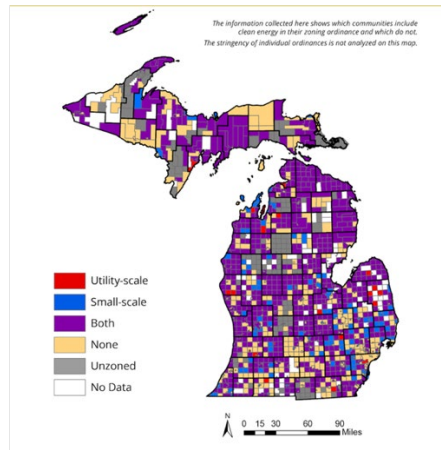 The information collected here shows which communities include
clean energy in their zoning ordinance and which do not.
The stringency of individual ordinances is not analyzed on this map.
Utility-scale
Small-scale
Both
None
Unzoned
No Data
N
0 15 30 60 90
Miles